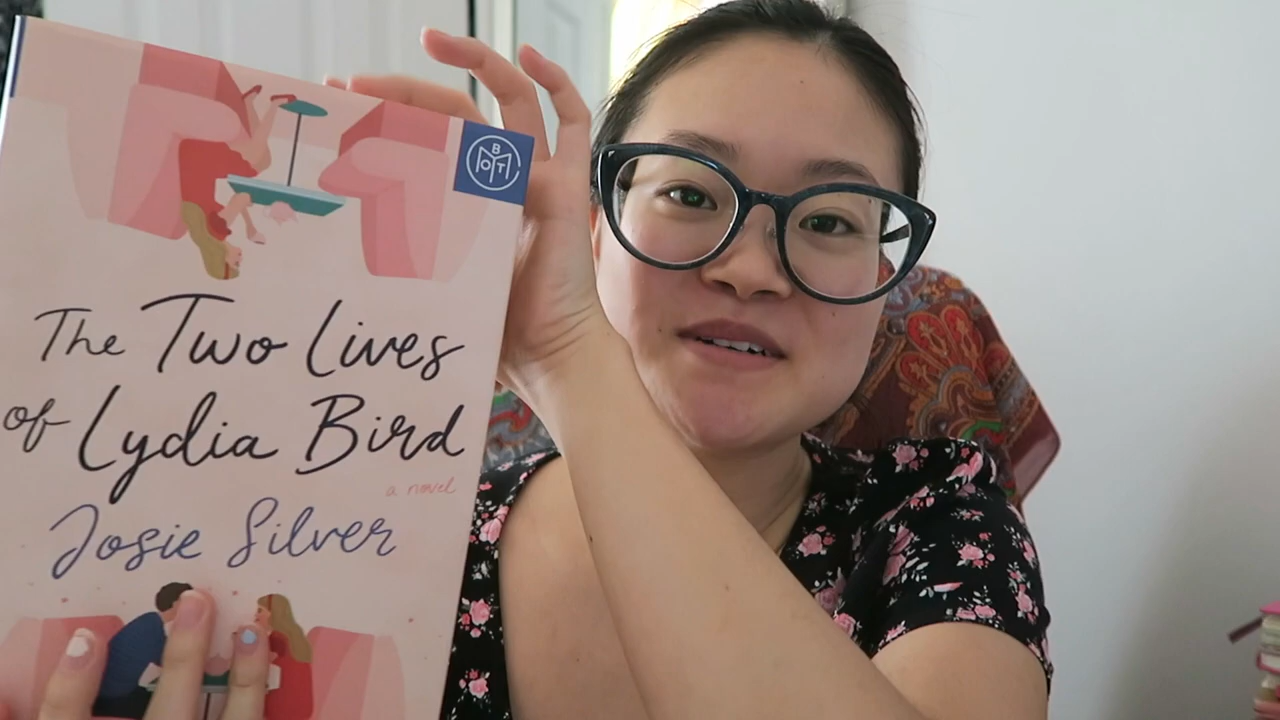 BOTM
The Two Lives
of Lydia Bird
a novel
Josie Silver